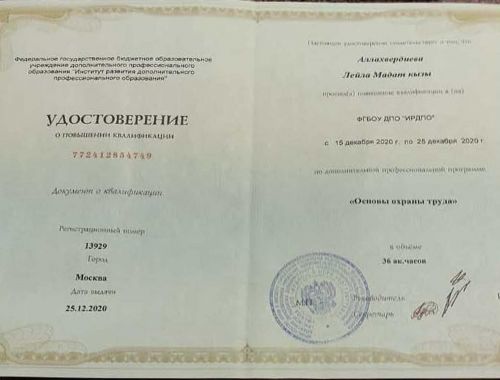 Федеральное государственное бюджетное образовательное
учреждение дополнительного профессионального
образования "Институт развития дополнительного
профессионального образования"
УДОСТОВЕРЕНИЕ
О ПОВЫШЕНИИ КВАЛИФИКАЦИИ
772412854749
Документ о квалификации
Регистрационный номер
13929
Город
Москва
Дата выдачи
25.12.2020
Настоящее удостоверение свидетельствует о том, что
Аллахвердиева
Лейла Мадат кызы
прошел(а) повышение квалификации в (на)
ФГБОУ ДПО "ИРДПО"
с 15 декабря 2020 г. по 25 декабря 2020 г.
по дополнительной профессиональной программе
«Основы охраны труда»
в объёме
36 ак.часов
М.П.
Руководитель
Секретарь